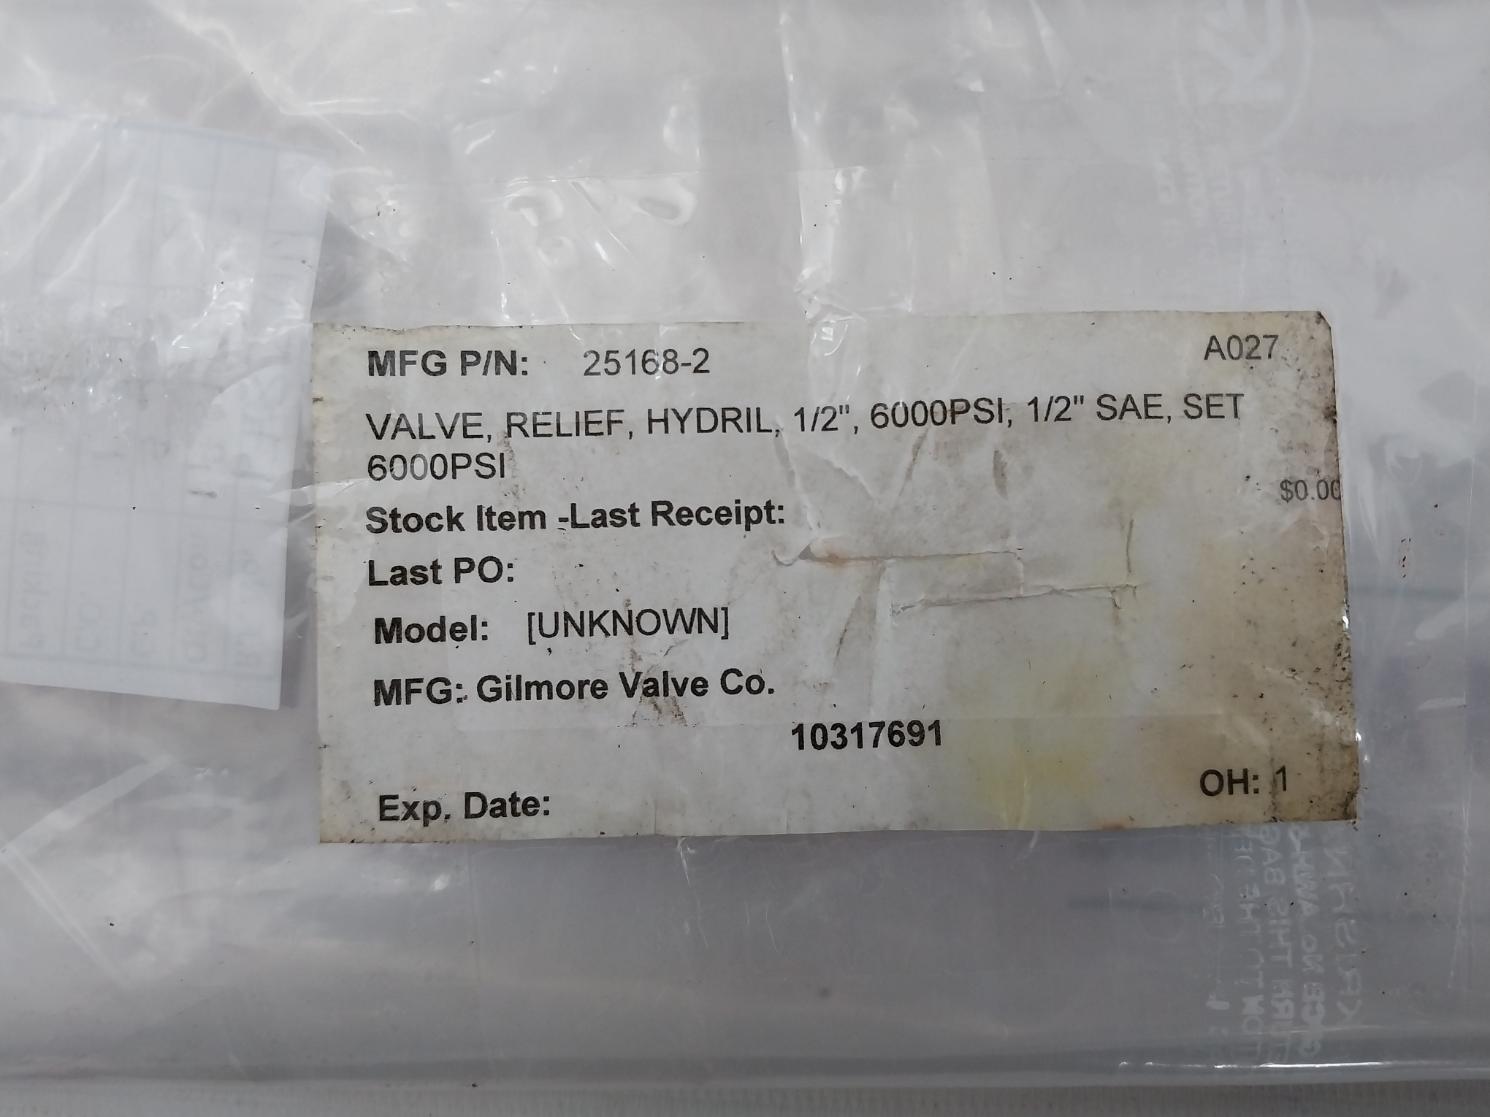 MFG P/N: 25168-2
A027
VALVE, RELIEF, HYDRIL, 1/2", 6000PSI, 1/2" SAE, SET
6000PSI
$0.00
Stock Item -Last Receipt:
Last PO:
Model: [UNKNOWN]
MFG: Gilmore Valve Co.
10317691
OH: 1
Exp. Date: